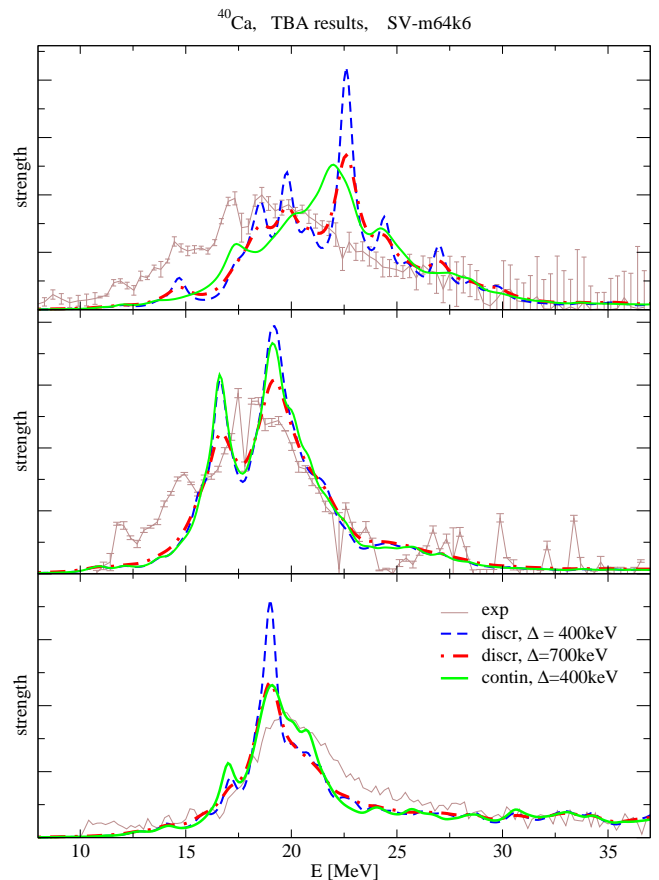 ⁴⁰Ca, TBA results, SV-m64k6
strength
strength
strength
exp
discr, Δ = 400keV
discr, Δ=700keV
contin, Δ=400keV
10 15 20 25 30 35
E [MeV]